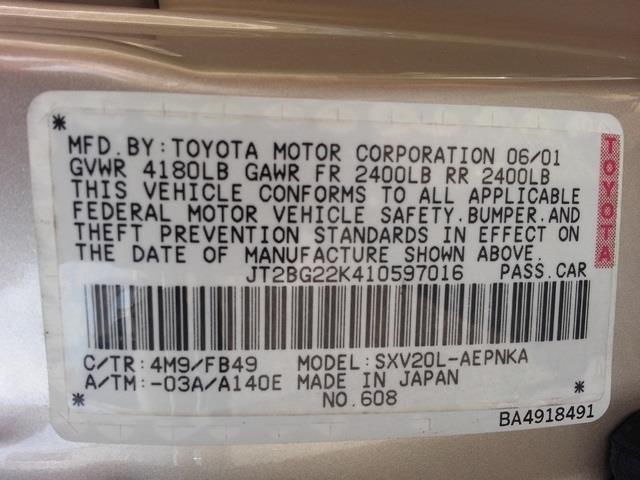 *
MFD.BY:TOYOTA MOTOR CORPORATION 06/01
GVWR 4180LB GAWR FR 2400LB RR 2400LB
THIS VEHICLE CONFORMS TO ALL APPLICABLE
FEDERAL MOTOR VEHICLE SAFETY.BUMPER.AND
THEFT PREVENTION STANDARDS IN EFFECT ON
THE DATE OF MANUFACTURE SHOWN ABOVE.
JT2BG22K410597016 PASS.CAR
TOYOTA
C/TR:4M9/FB49 MODEL:SXV20L-AEPNKA
A/TM:-03A/A140E MADE IN JAPAN
* NO.608 *
BA4918491